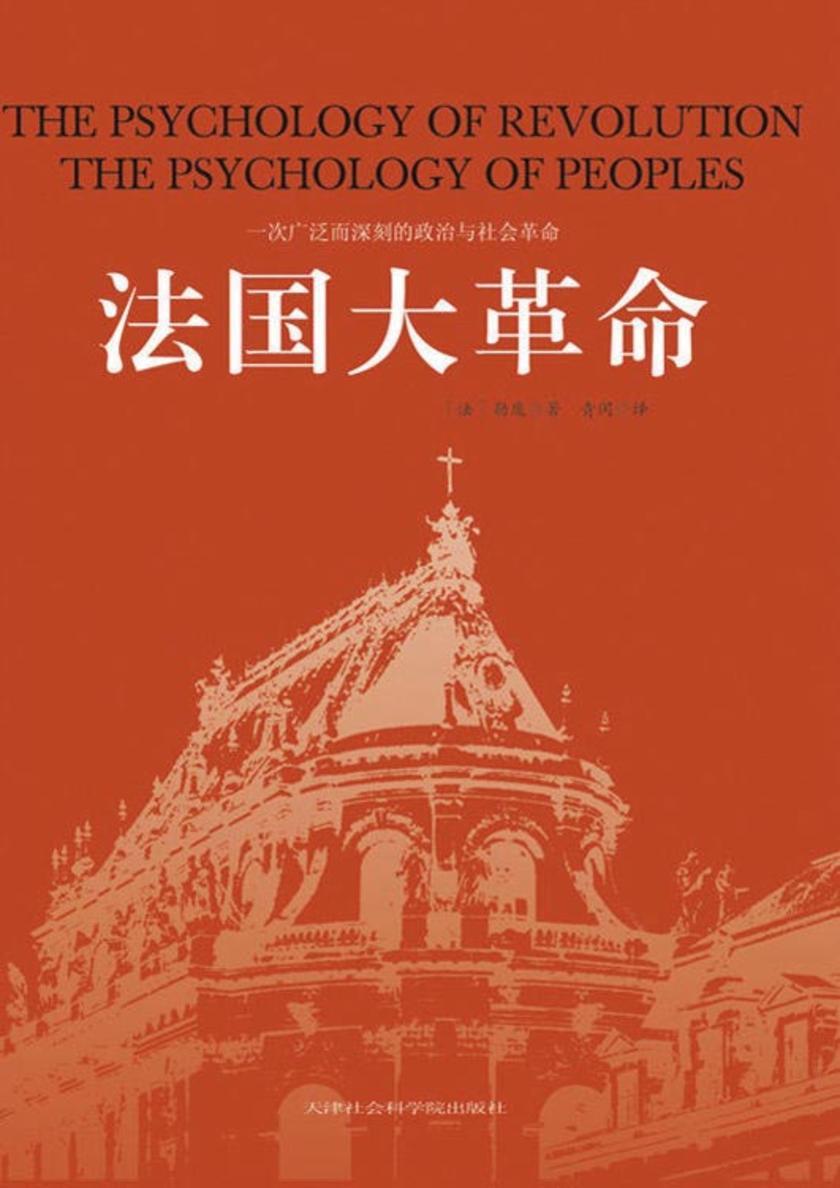 THE PSYCHOLOGY OF REVOLUTION
THE PSYCHOLOGY OF PEOPLES
一次广泛而深刻的政治与社会革命
法国大革命
[法]勒庞◎著 青闰◎译
天津社会科学院出版社